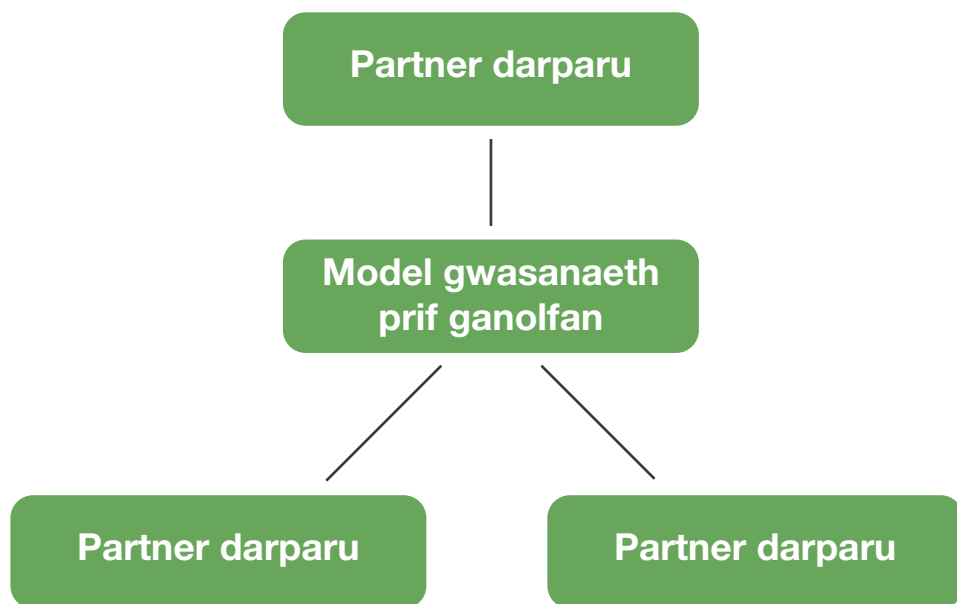 Partner darparu
Model gwasanaeth
prif ganolfan
Partner darparu
Partner darparu